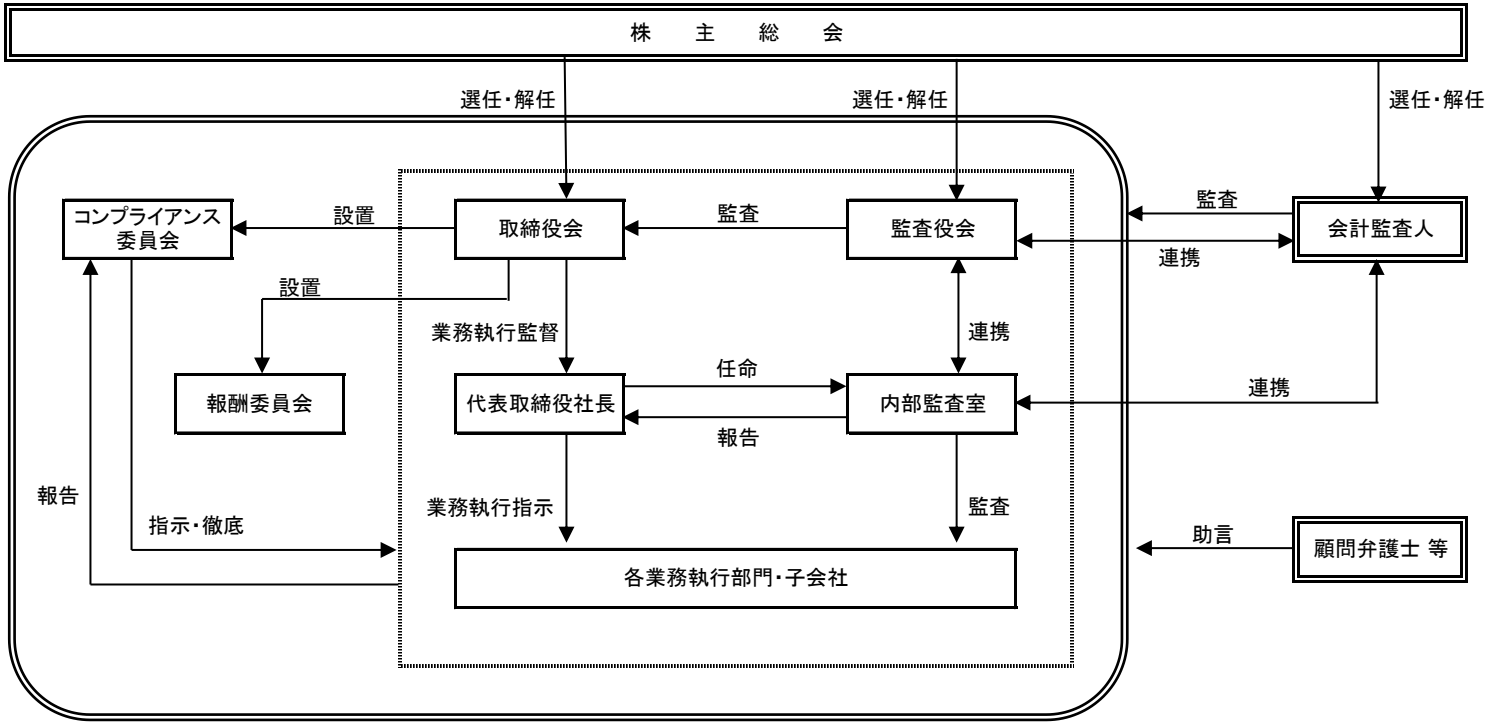 株主総会
選任・解任
選任・解任
選任・解任
コンプライアンス
委員会
設置
取締役会
監査
監査役会
監査
会計監査人
連携
設置
業務執行監督
連携
報酬委員会
代表取締役社長
任命
報告
内部監査室
連携
報告
指示・徹底
業務執行指示
監査
助言
顧問弁護士 等
各業務執行部門・子会社